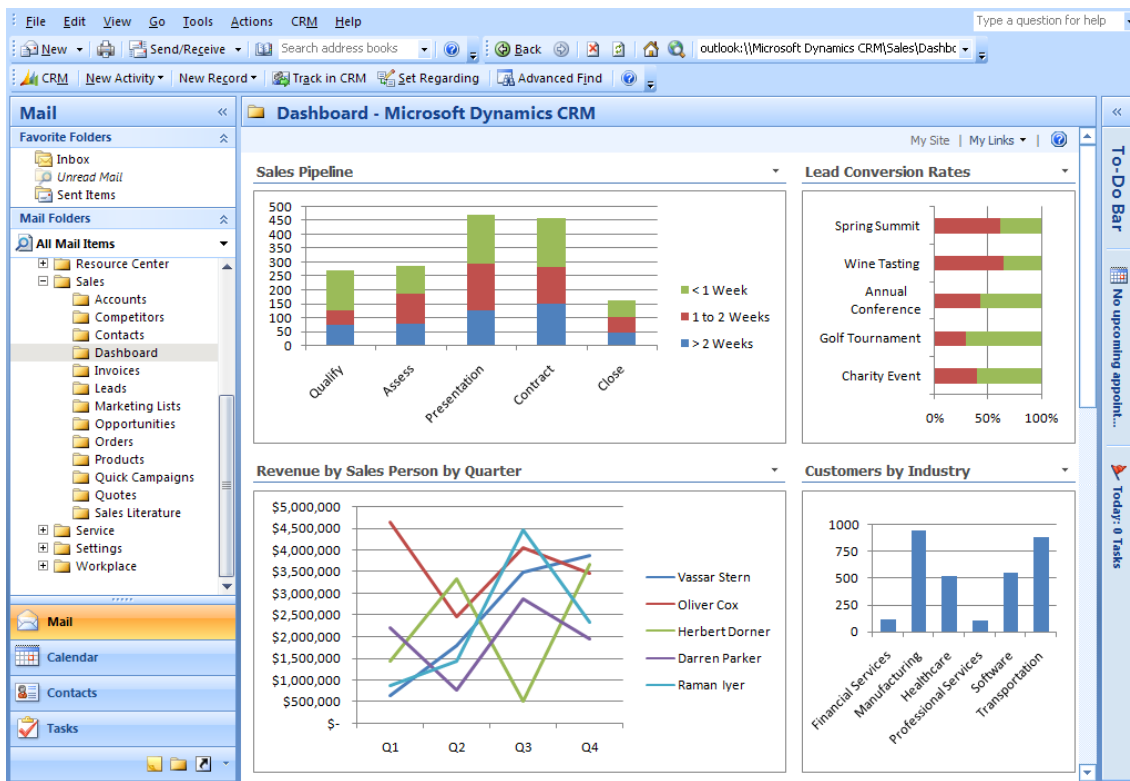 File Edit View Go Tools Actions CRM Help Type a question for help
New Send/Receive Search address books Back outlook:\\Microsoft Dynamics CRM\Sales\Dashbc
CRM New Activity New Record Track in CRM Set Regarding Advanced Find
Mail
Favorite Folders
Inbox
Unread Mail
Sent Items
Mail Folders
All Mail Items
Resource Center
Sales
Accounts
Competitors
Contacts
Dashboard
Invoices
Leads
Marketing Lists
Opportunities
Orders
Products
Quick Campaigns
Quotes
Sales Literature
Service
Settings
Workplace
Mail
Calendar
Contacts
Tasks
Dashboard - Microsoft Dynamics CRM
My Site | My Links |
Sales Pipeline
500
450
400
350
300
250
200
150
100
50
0
Qualify
Assess
Presentation
Contract
Close
< 1 Week
1 to 2 Weeks
> 2 Weeks
Lead Conversion Rates
Spring Summit
Wine Tasting
Annual
Conference
Golf Tournament
Charity Event
0% 50% 100%
Revenue by Sales Person by Quarter
$5,000,000
$4,500,000
$4,000,000
$3,500,000
$3,000,000
$2,500,000
$2,000,000
$1,500,000
$1,000,000
$500,000
$-
Q1 Q2 Q3 Q4
Vassar Stern
Oliver Cox
Herbert Dorner
Darren Parker
Raman Iyer
Customers by Industry
1000
750
500
250
0
Financial Services
Manufacturing
Healthcare
Professional Services
Software
Transportation
To-Do Bar
No upcoming appoint...
Today: 0 Tasks